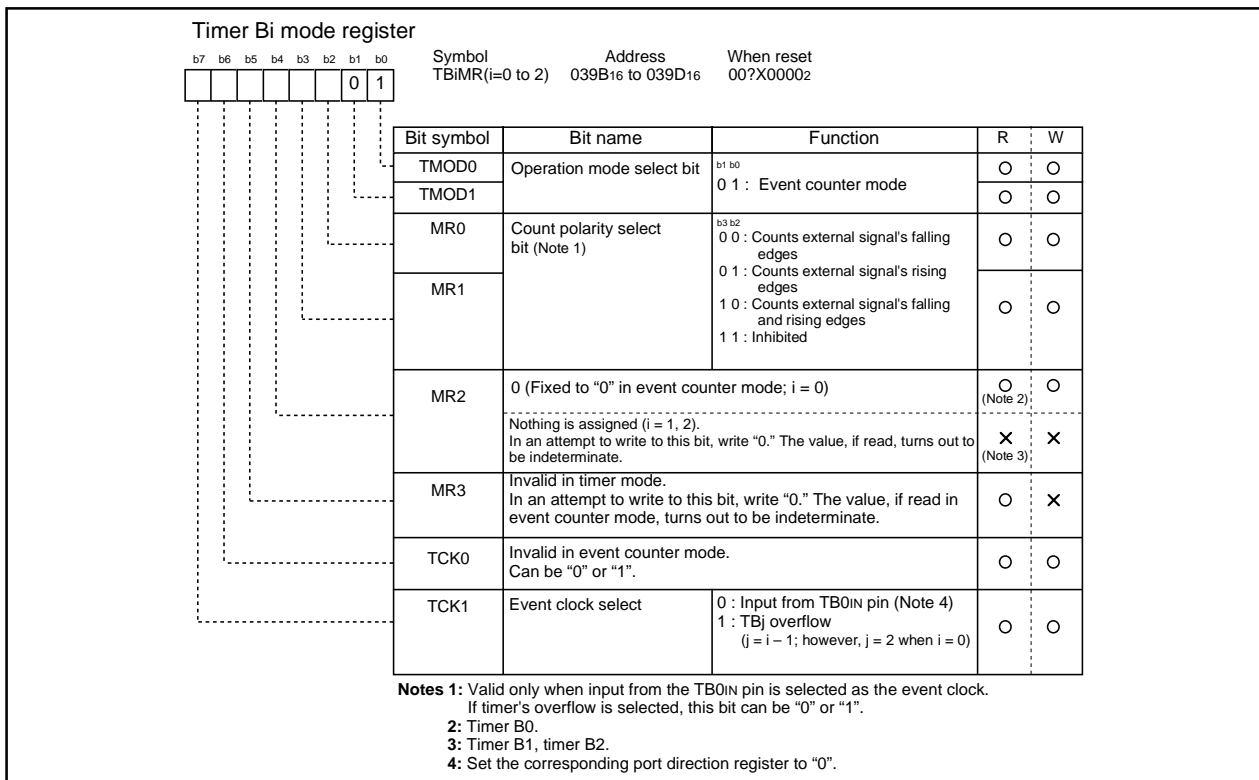 Timer Bi mode register
b7 b6 b5 b4 b3 b2 b1 b0
0 1
Symbol Address When reset
TBiMR(i=0 to 2) 039B16 to 039D16 00?X00002
Bit symbol Bit name Function R W
TMOD0 Operation mode select bit b1 b0 O O
0 1 : Event counter mode
TMOD1 O O
MR0 Count polarity select
bit (Note 1)
b3 b2
0 0 : Counts external signal's falling
edges
O O
0 1 : Counts external signal's rising
edges
MR1 1 0 : Counts external signal's falling
and rising edges
O O
1 1 : Inhibited
MR2 0 (Fixed to “0” in event counter mode; i = 0) O O
(Note 2)
Nothing is assigned (i = 1, 2).
In an attempt to write to this bit, write “0.” The value, if read, turns out to
be indeterminate.
× ×
(Note 3)
MR3 Invalid in timer mode.
In an attempt to write to this bit, write “0.” The value, if read in
event counter mode, turns out to be indeterminate.
O ×
TCK0 Invalid in event counter mode.
Can be “0” or “1”.
O O
TCK1 Event clock select 0 : Input from TB0IN pin (Note 4)
1 : TBj overflow
(j = i – 1; however, j = 2 when i = 0)
O O
Notes 1: Valid only when input from the TB0IN pin is selected as the event clock.
If timer's overflow is selected, this bit can be “0” or “1”.
2: Timer B0.
3: Timer B1, timer B2.
4: Set the corresponding port direction register to “0”.